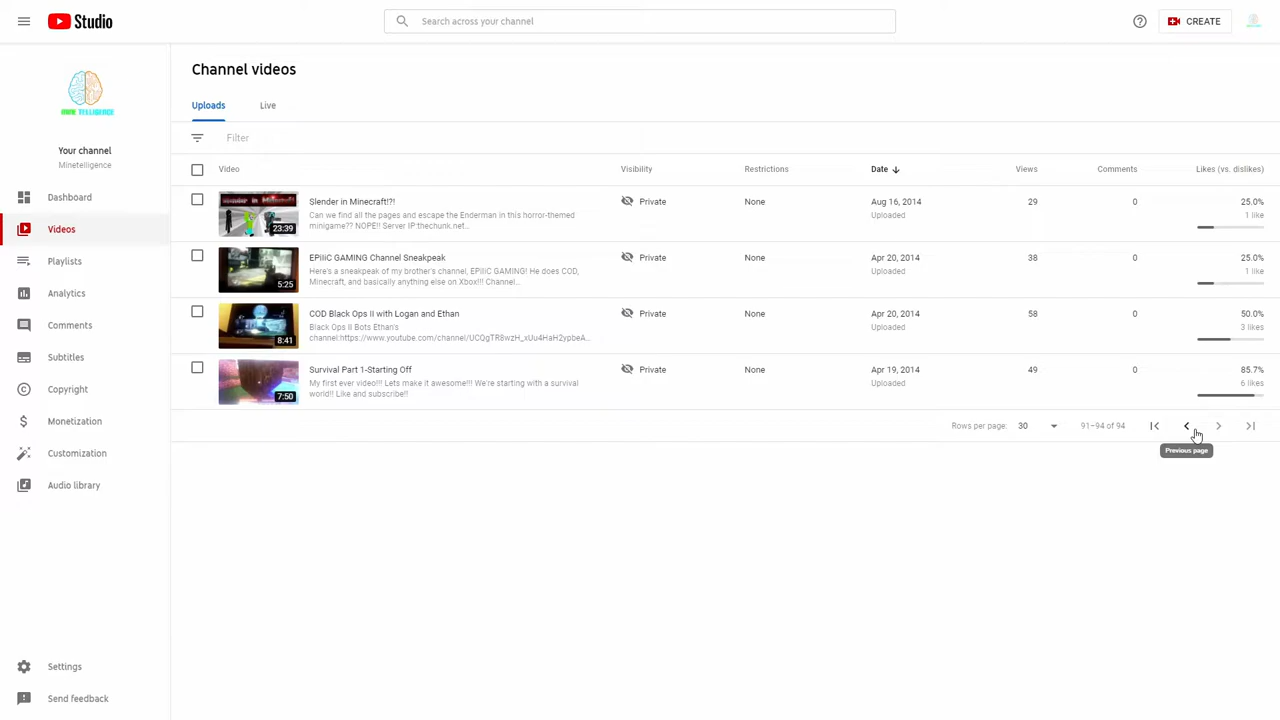 Studio
Search across your channel
CREATE
Channel videos
Uploads
Live
Filter
Your channel
Minetelligence
Dashboard
Videos
Playlists
Analytics
Comments
Subtitles
Copyright
Monetization
Customization
Audio library
Settings
Send feedback
Video
Visibility
Restrictions
Date
Views
Comments
Likes (vs. dislikes)
23:39
Slender in Minecraft!?!
Can we find all the pages and escape the Enderman in this horror-themed
minigame?? NOPE!! Server IP:thechunk.net...
Private
None
Aug 16, 2014
Uploaded
29
0
25.0%
1 like
5:25
EPIIiC GAMING Channel Sneakpeak
Here's a sneakpeak of my brother's channel, EPIIiC GAMING! He does COD,
Minecraft, and basically anything else on Xbox!!! Channel...
Private
None
Apr 20, 2014
Uploaded
38
0
25.0%
1 like
8:41
COD Black Ops II with Logan and Ethan
Black Ops II Bots Ethan's
Private
None
Apr 20, 2014
Uploaded
58
0
50.0%
3 likes
7:50
Survival Part 1-Starting Off
My first ever video!!! Lets make it awesome!!! We're starting with a survival
world!! Like and subscribe!!
Private
None
Apr 19, 2014
Uploaded
49
0
85.7%
6 likes
Rows per page:
30
91–94 of 94
Previous page